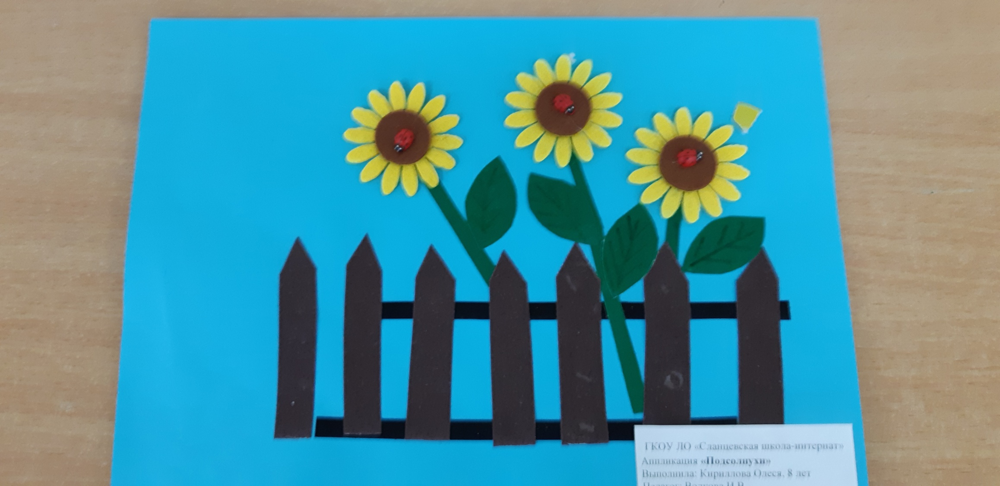 ГКОУ ЛО «Сланцевская школа-интернат»
Аппликация «Подсолнухи»
Выполнила: Кириллова Олеся, 8 лет